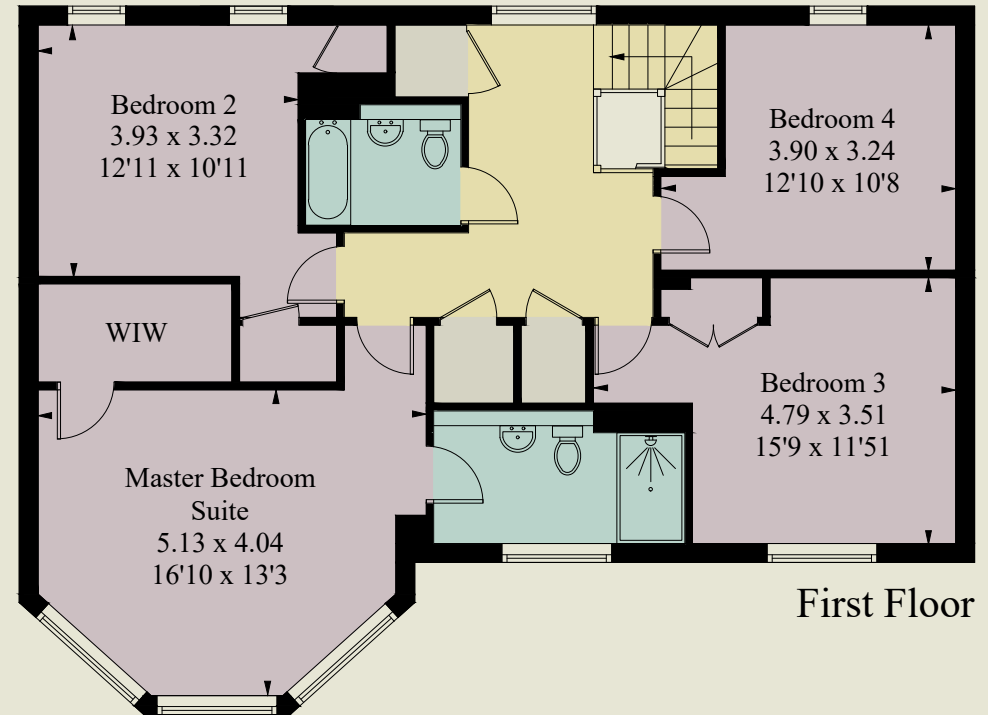 Bedroom 2
3.93 x 3.32
12'11 x 10'11
Bedroom 4
3.90 x 3.24
12'10 x 10'8
WIW
Bedroom 3
4.79 x 3.51
15'9 x 11'51
Master Bedroom
Suite
5.13 x 4.04
16'10 x 13'3
First Floor